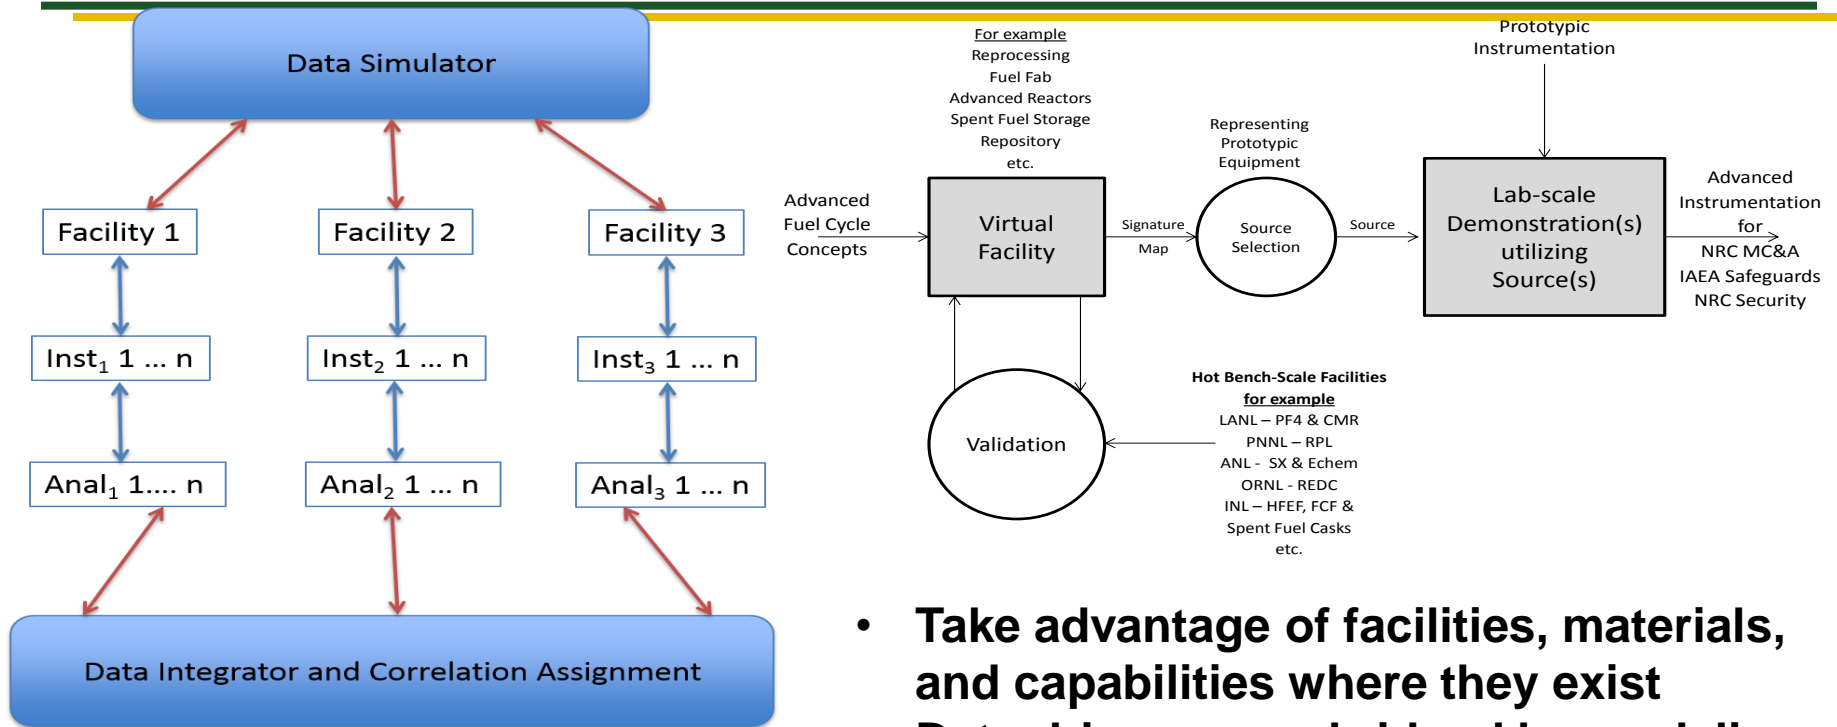 Data Simulator
Facility 1
Facility 2
Facility 3
Inst₁ 1 ... n
Inst₂ 1 ... n
Inst₃ 1 ... n
Anal₁ 1.... n
Anal₂ 1 ... n
Anal₃ 1 ... n
Data Integrator and Correlation Assignment
For example
Reprocessing
Fuel Fab
Advanced Reactors
Spent Fuel Storage
Repository
etc.
Advanced
Fuel Cycle
Concepts
Virtual
Facility
Signature
Map
Representing
Prototypic
Equipment
Source
Selection
Source
Prototypic
Instrumentation
Lab-scale
Demonstration(s)
utilizing
Source(s)
Advanced
Instrumentation
for
NRC MC&A
IAEA Safeguards
NRC Security
Validation
Hot Bench-Scale Facilities
for example
LANL – PF4 & CMR
PNNL – RPL
ANL - SX & Echem
ORNL - REDC
INL – HFEF, FCF &
Spent Fuel Casks
etc.
• Take advantage of facilities, materials,
and capabilities where they exist